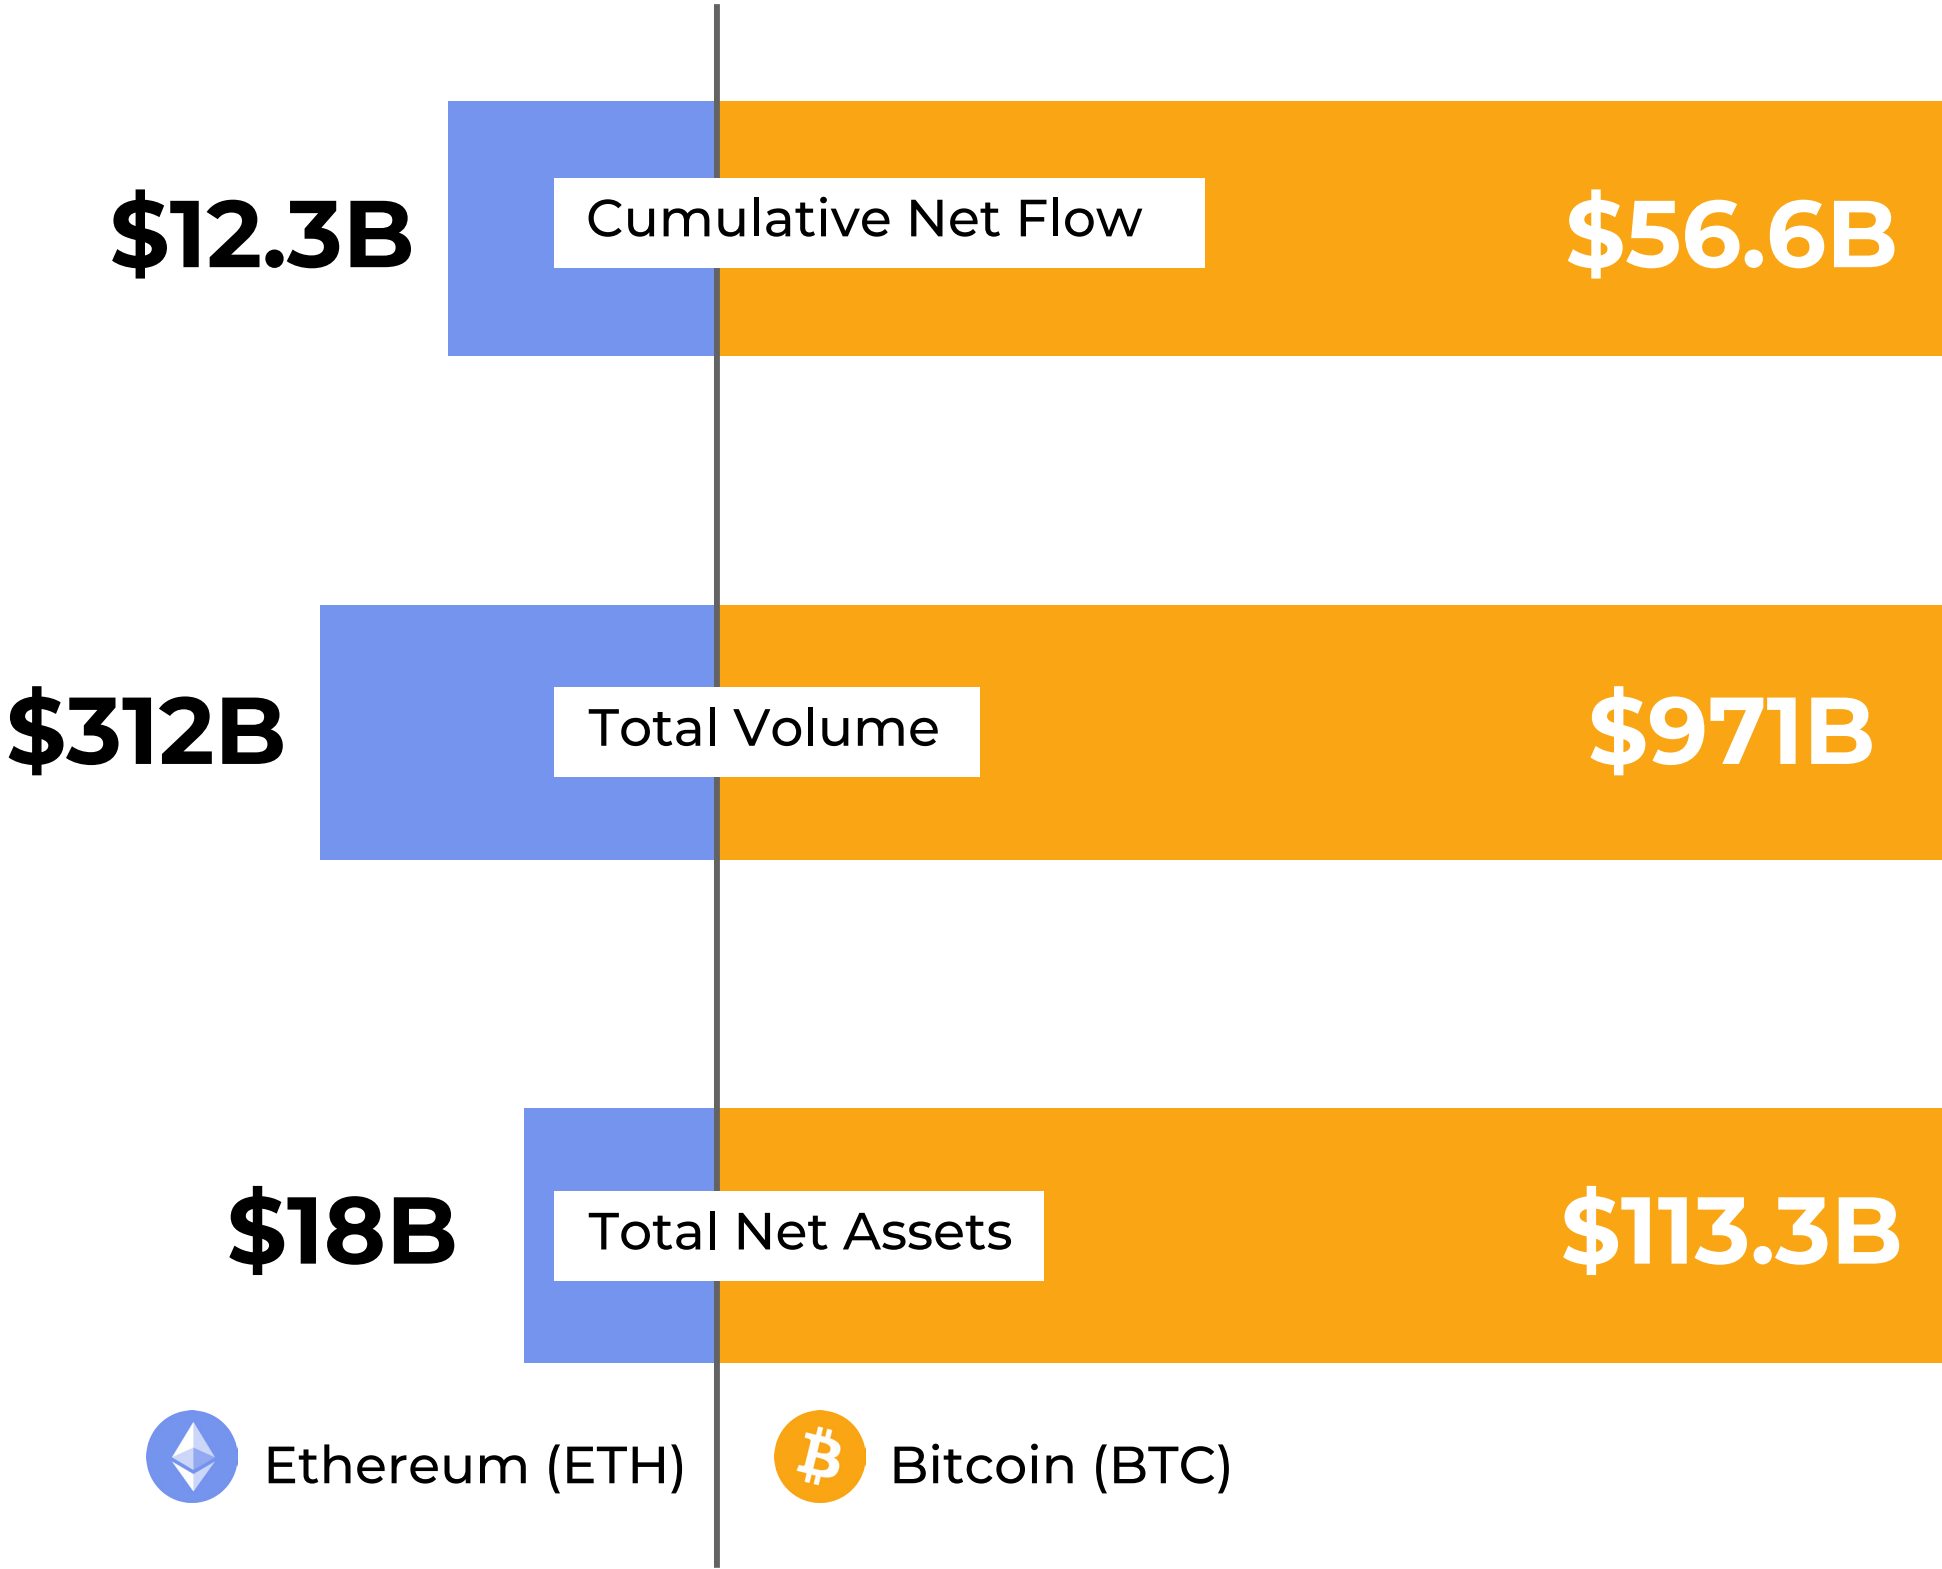 $12.3B
Cumulative Net Flow
$56.6B
$312B
Total Volume
$971B
$18B
Total Net Assets
$113.3B
Ethereum (ETH)
Bitcoin (BTC)